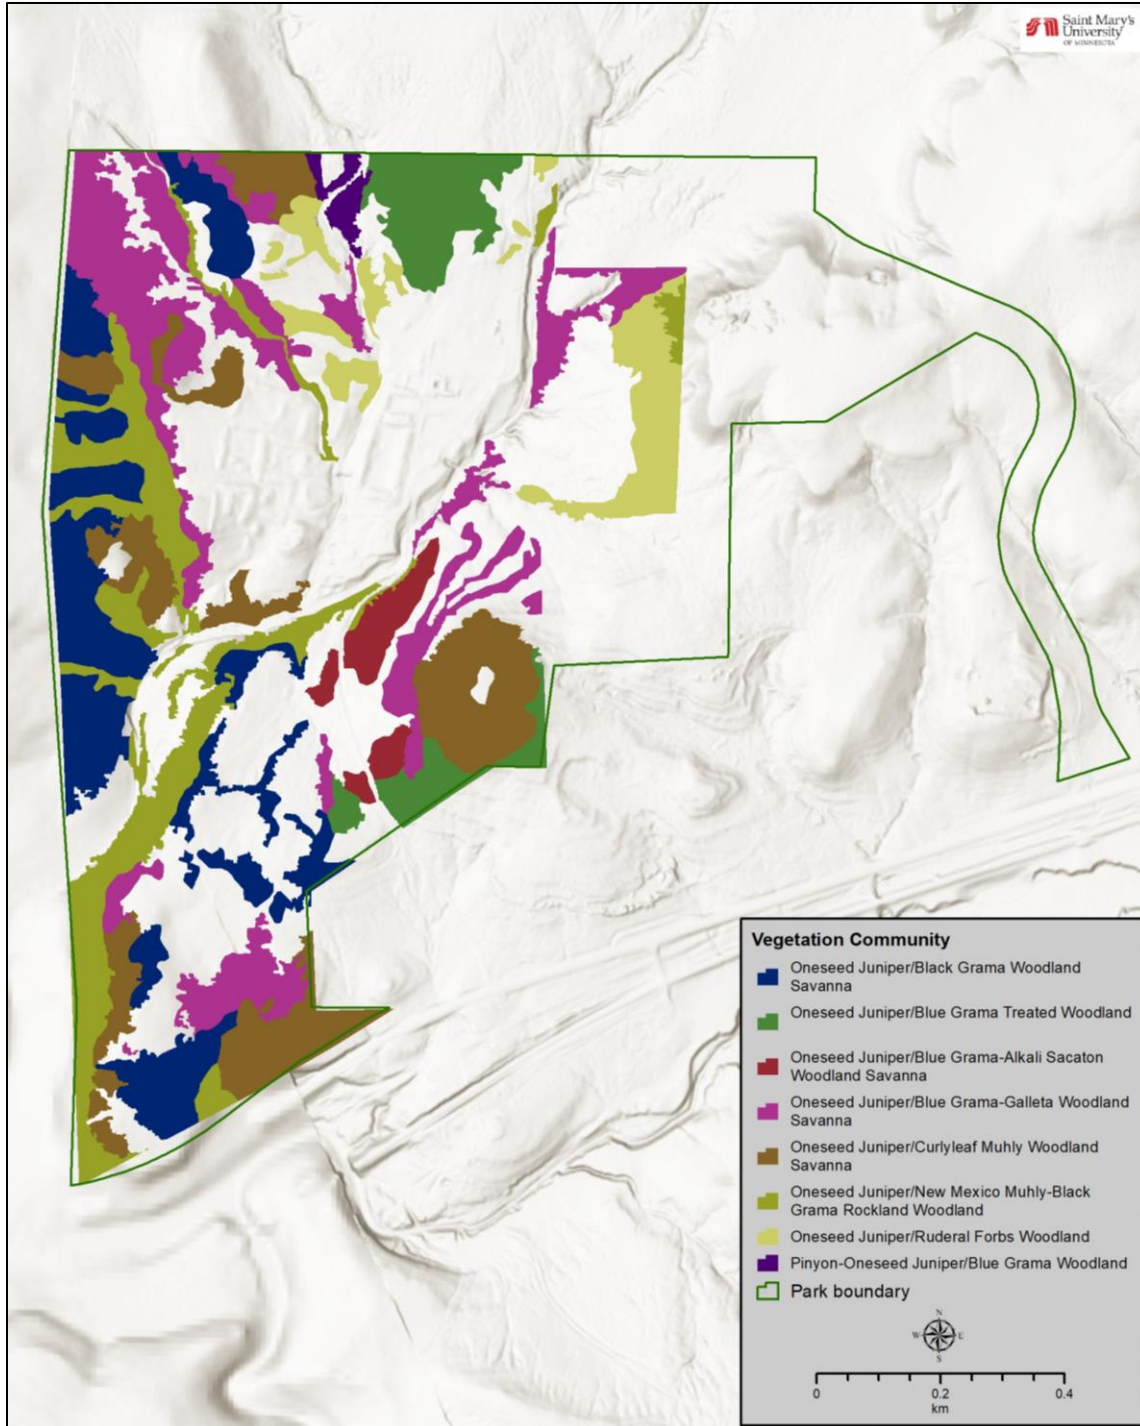 Saint Mary's
University
OF MINNESOTA
Vegetation Community
Oneseed Juniper/Black Grama Woodland
Savanna
Oneseed Juniper/Blue Grama Treated Woodland
Oneseed Juniper/Blue Grama-Alkali Sacaton
Woodland Savanna
Oneseed Juniper/Blue Grama-Galleta Woodland
Savanna
Oneseed Juniper/Curlyleaf Muhly Woodland
Savanna
Oneseed Juniper/New Mexico Muhly-Black
Grama Rockland Woodland
Oneseed Juniper/Ruderal Forbs Woodland
Pinyon-Oneseed Juniper/Blue Grama Woodland
Park boundary
N
W E
S
0 0.2 0.4
km